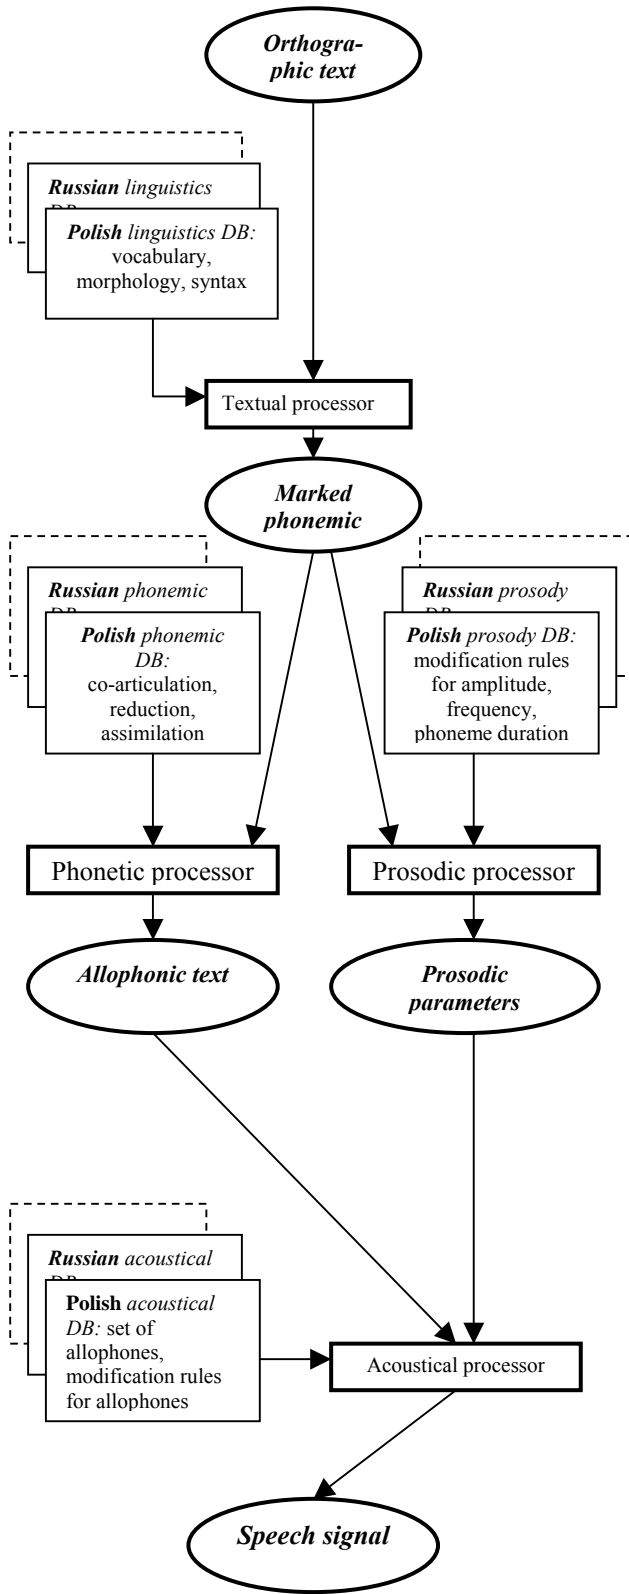 Orthogra-
phic text
Russian linguistics
Polish linguistics DB:
vocabulary,
morphology, syntax
Textual processor
Marked
phonemic
Russian phonemic
Polish phonemic
DB:
co-articulation,
reduction,
assimilation
Russian prosody
Polish prosody DB:
modification rules
for amplitude,
frequency,
phoneme duration
Phonetic processor
Prosodic processor
Allophonic text
Prosodic
parameters
Russian acoustical
Polish acoustical
DB: set of
allophones,
modification rules
for allophones
Acoustical processor
Speech signal